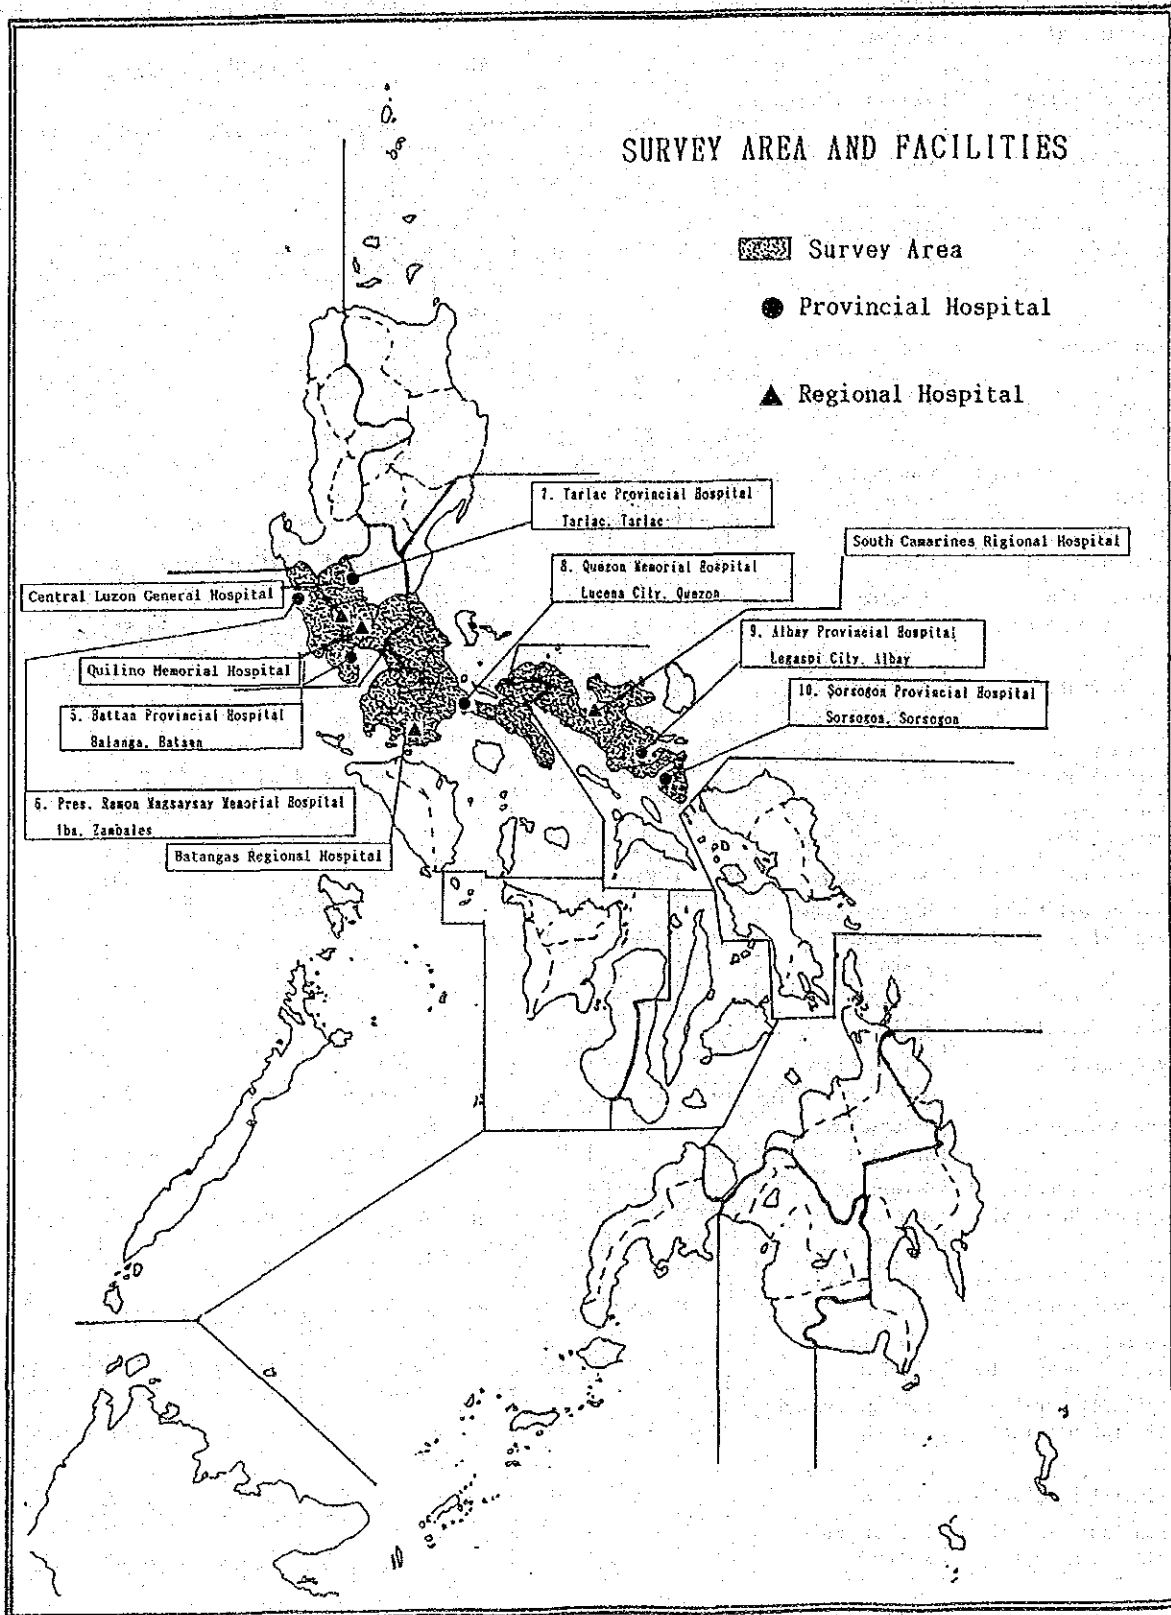 SURVEY AREA AND FACILITIES
Survey Area
Provincial Hospital
Regional Hospital
7. Tarlac Provincial Hospital
Tarlac, Tarlac
South Camarines Rigional Hospital
8. Quezon Memorial Hospital
Lucena City, Quezon
Central Luzon General Hospital
9. Albay Provincial Hospital
Legaspi City, Albay
Quilino Memorial Hospital
10. Sorsogon Provincial Hospital
Sorsogon, Sorsogon
5. Battan Provincial Hospital
Balanga, Bataan
6. Pres. Ramon Magsaysay Memorial Hospital
Iba, Zambales
Batangas Regional Hospital